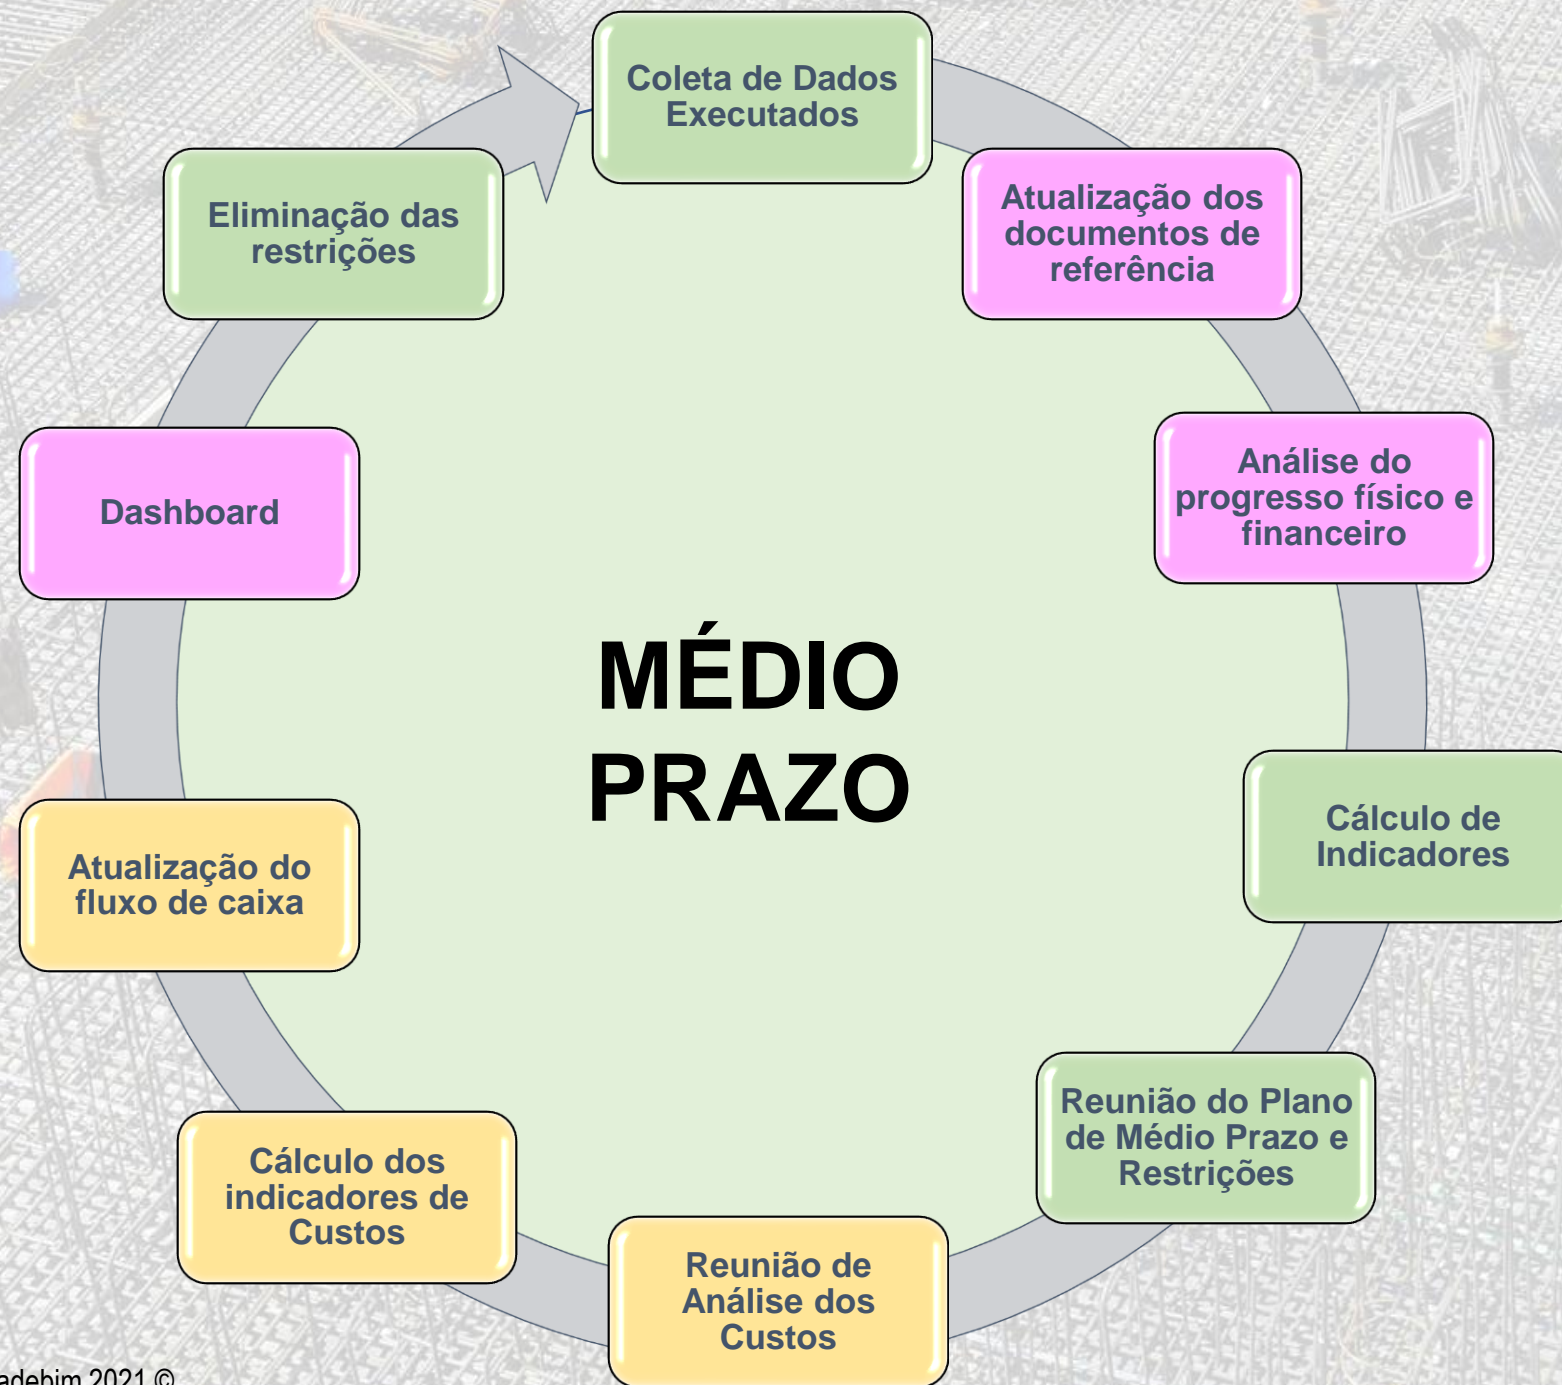 Coleta de Dados
Executados
Atualização dos
documentos de
referência
Análise do
progresso físico e
financeiro
Cálculo de
Indicadores
Reunião do Plano
de Médio Prazo e
Restrições
Reunião de
Análise dos
Custos
Cálculo dos
indicadores de
Custos
Atualização do
fluxo de caixa
Dashboard
Eliminação das
restrições
MÉDIO
PRAZO
2021 ©